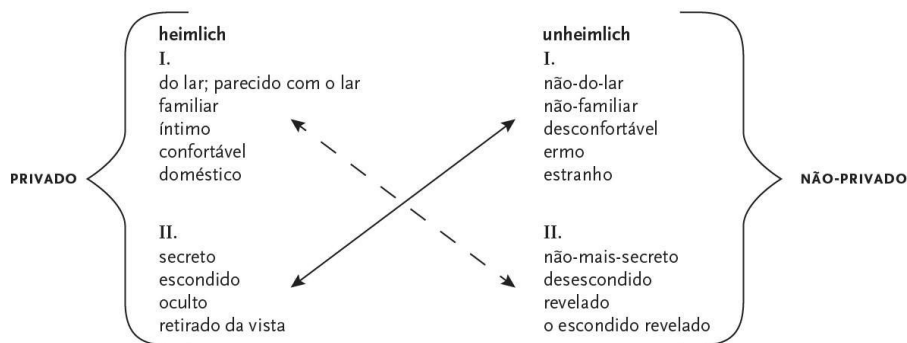 PRIVADO
heimlich
I.
do lar; parecido com o lar
familiar
íntimo
confortável
doméstico
II.
secreto
escondido
oculto
retirado da vista
unheimlich
I.
não-do-lar
não-familiar
desconfortável
ermo
estranho
II.
não-mais-secreto
desescondido
revelado
o escondido revelado
NÃO-PRIVADO